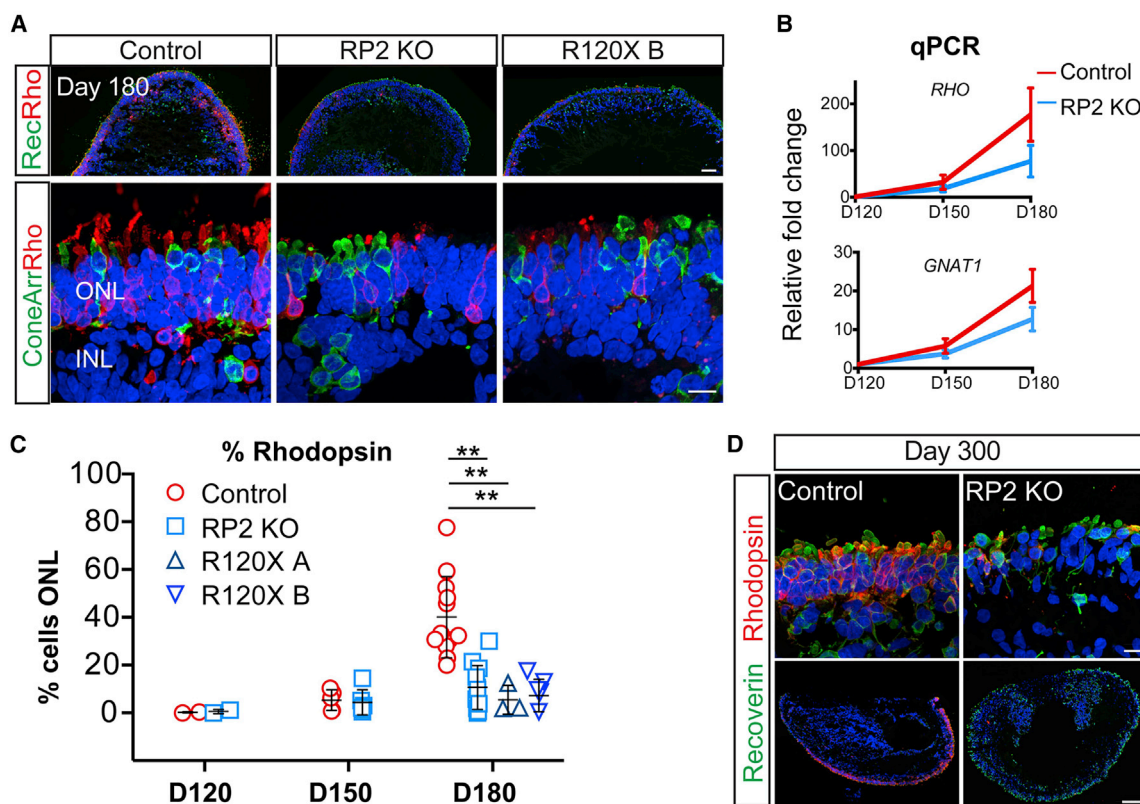 A
Control
RP2 KO
R120X B
RecRho
Day 180
ConeArrRho
ONL
INL
B
qPCR
Control
RP2 KO
Relative fold change
RHO
200
100
0
D120
D150
D180
GNAT1
30
20
10
0
D120
D150
D180
C
% Rhodopsin
% cells ONL
100
80
60
40
20
0
Control
RP2 KO
R120X A
R120X B
**
**
**
D120
D150
D180
D
Day 300
Control
RP2 KO
Rhodopsin
Recoverin